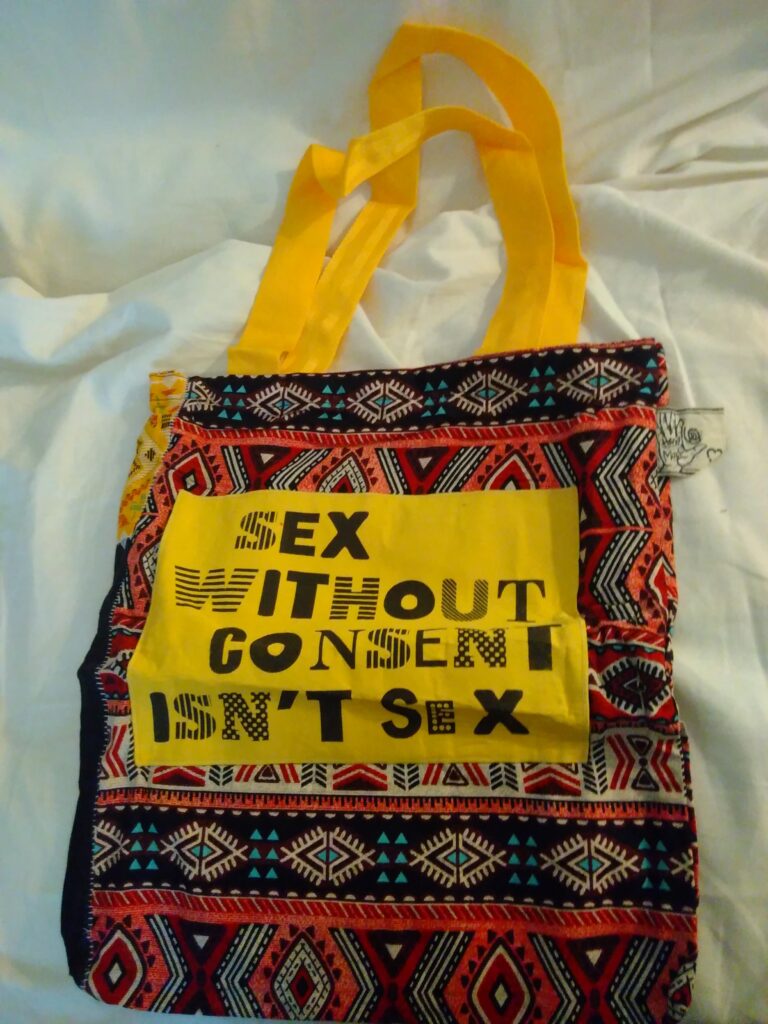 SEX
WITHOUT
CONSENT
ISN'T SEX